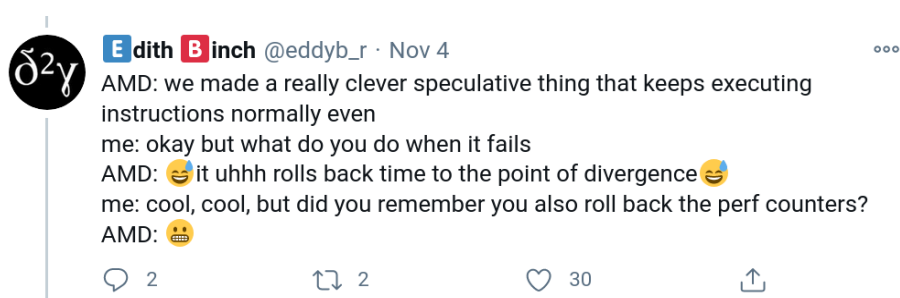 δ²γ
🇪dith 🅱inch @eddyb_r · Nov 4
AMD: we made a really clever speculative thing that keeps executing
instructions normally even
me: okay but what do you do when it fails
AMD: 😅it uhhh rolls back time to the point of divergence😅
me: cool, cool, but did you remember you also roll back the perf counters?
AMD: 😬
2 2 30